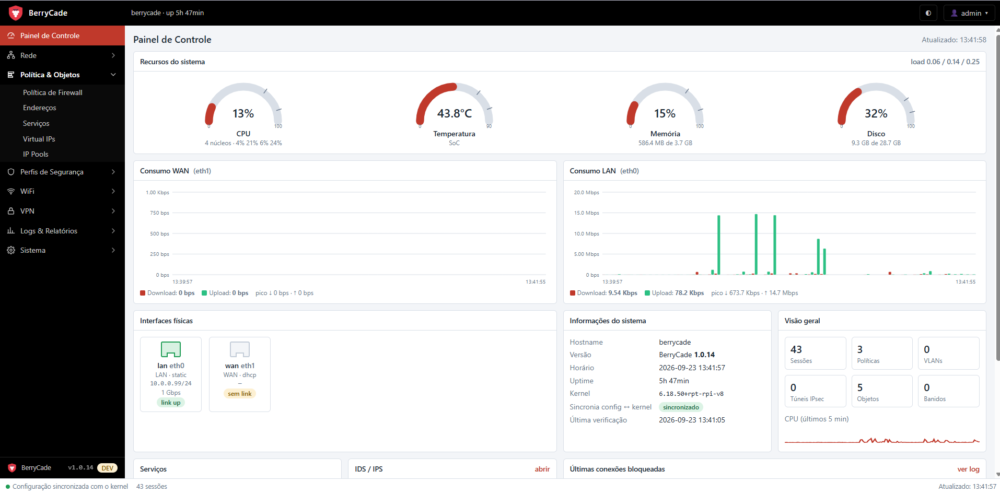 BerryCade
berrycade · up 5h 47min
admin
Painel de Controle
Rede
Política & Objetos
Política de Firewall
Endereços
Serviços
Virtual IPs
IP Pools
Perfis de Segurança
WiFi
VPN
Logs & Relatórios
Sistema
BerryCade v1.0.14 DEV
Painel de Controle
Atualizado: 13:41:58
Recursos do sistema
load 0.06 / 0.14 / 0.25
13%
0 100
CPU
4 núcleos · 4% 21% 6% 24%
43.8°C
0 90
Temperatura
SoC
15%
0 100
Memória
586.4 MB de 3.7 GB
32%
0 100
Disco
9.3 GB de 28.7 GB
Consumo WAN (eth1)
1.00 Kbps
750 bps
500 bps
250 bps
0 bps
13:39:57 13:41:55
Download: 0 bps Upload: 0 bps pico ↓ 0 bps · ↑ 0 bps
Consumo LAN (eth0)
20.0 Mbps
15.0 Mbps
10.0 Mbps
5.00 Mbps
0 bps
13:39:57 13:41:55
Download: 9.54 Kbps Upload: 78.2 Kbps pico ↓ 673.7 Kbps · ↑ 14.7 Mbps
Interfaces físicas
lan eth0
LAN · static
10.0.0.99/24
1 Gbps
link up
wan eth1
WAN · dhcp
—
sem link
Informações do sistema
Hostname berrycade
Versão BerryCade 1.0.14
Horário 2026-09-23 13:41:57
Uptime 5h 47min
Kernel 6.18.50+rpt-rpi-v8
Sincronia config ↔ kernel sincronizado
Última verificação 2026-09-23 13:41:05
Visão geral
43
Sessões
3
Políticas
0
VLANs
0
Túneis IPsec
5
Objetos
0
Banidos
CPU (últimos 5 min)
Serviços
IDS / IPS abrir
Últimas conexões bloqueadas ver log
Configuração sincronizada com o kernel 43 sessões
Atualizado: 13:41:57